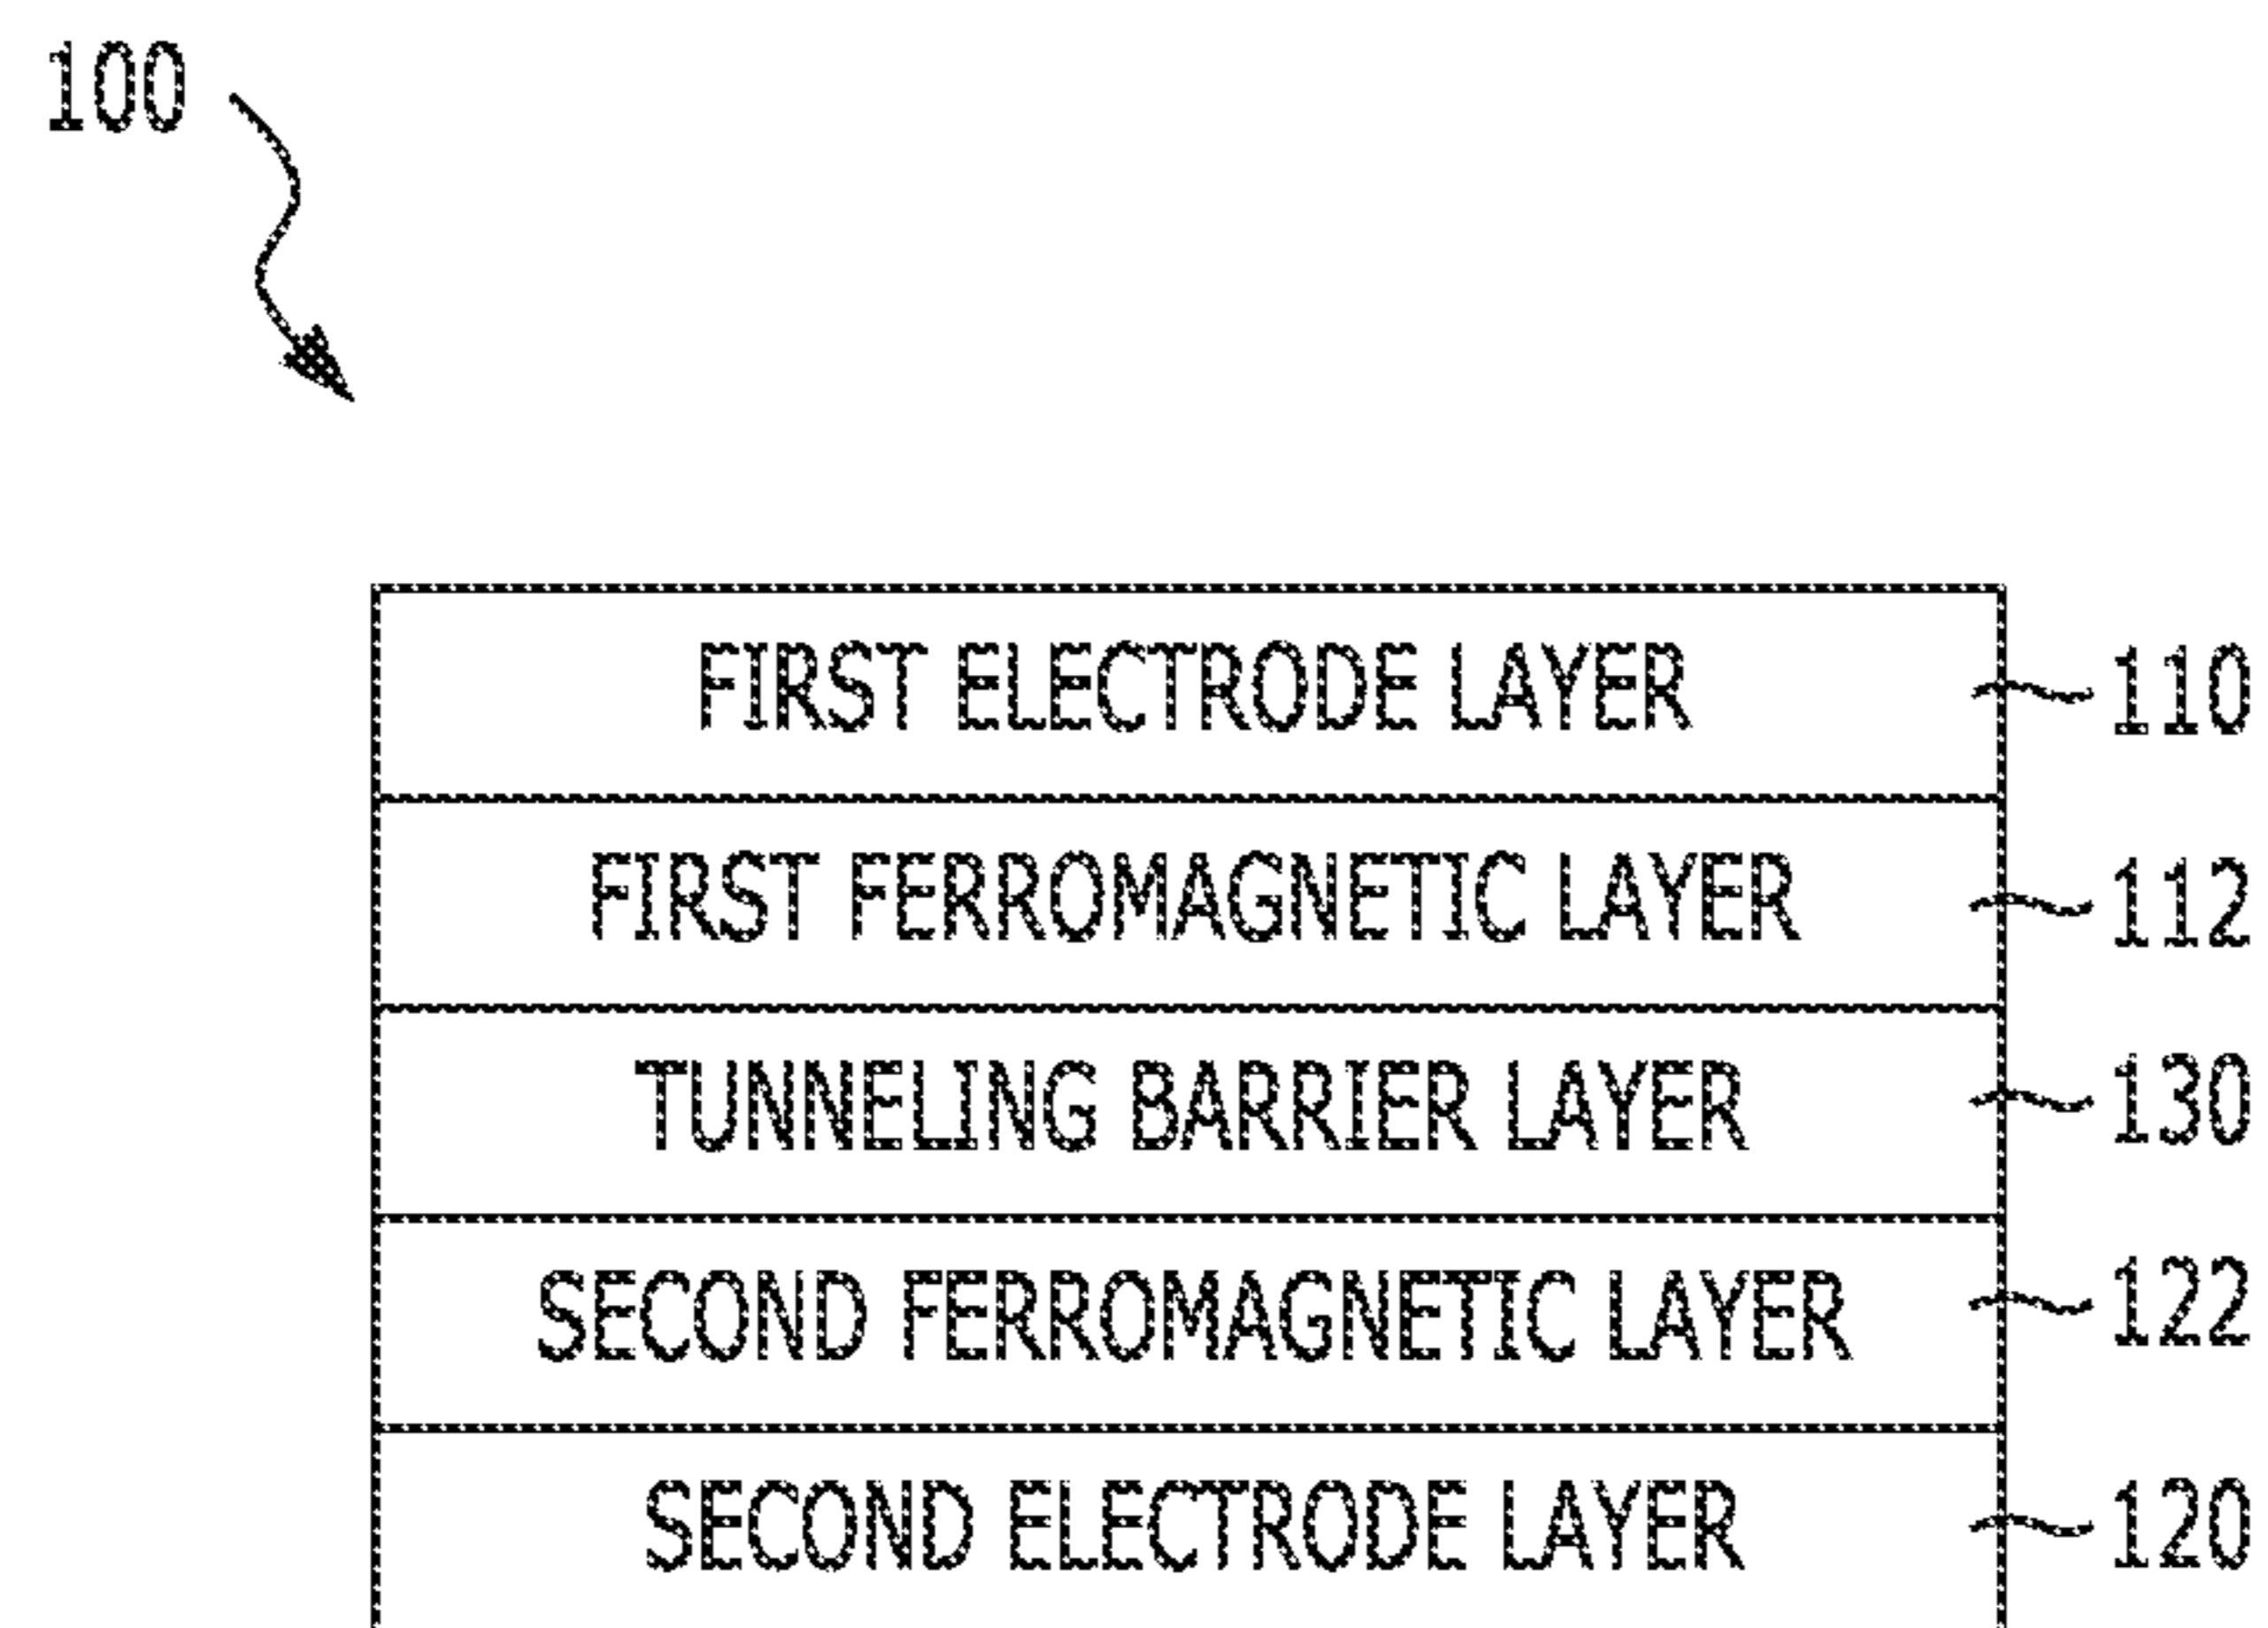 100
FIRST ELECTRODE LAYER 110
FIRST FERROMAGNETIC LAYER 112
TUNNELING BARRIER LAYER 130
SECOND FERROMAGNETIC LAYER 122
SECOND ELECTRODE LAYER 120